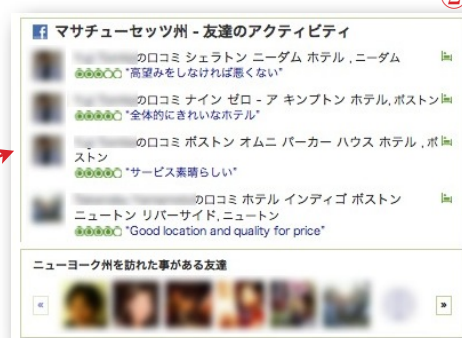 マサチューセッツ州 - 友達のアクティビティ
の口コミ シェラトン ニーダム ホテル , ニーダム
"高望みをしなければ悪くない"
の口コミ ナイン ゼロ - ア キンプトン ホテル, ボストン
"全体的にきれいなホテル"
の口コミ ボストン オムニ パーカー ハウス ホテル , ボ
ストン
"サービス素晴らしい"
の口コミ ホテル インディゴ ボストン
ニュートン リバーサイド, ニュートン
"Good location and quality for price"
ニューヨーク州を訪れた事がある友達
« »